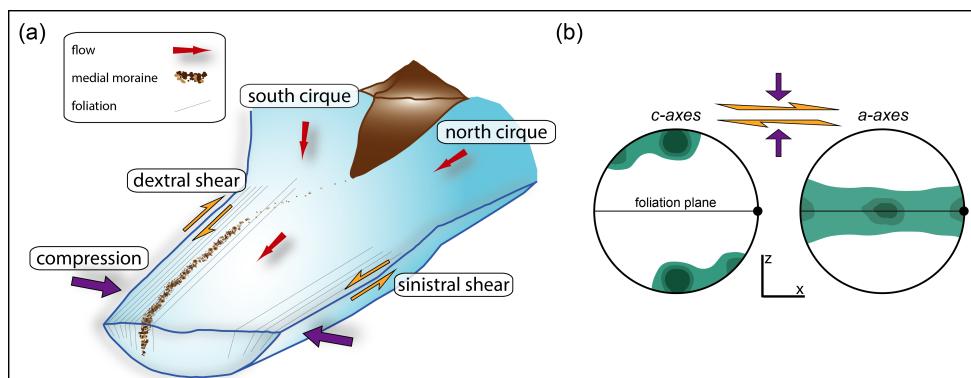 (a)
flow
medial moraine
foliation
south cirque
north cirque
dextral shear
compression
sinistral shear
(b)
c-axes
a-axes
foliation plane
z
x